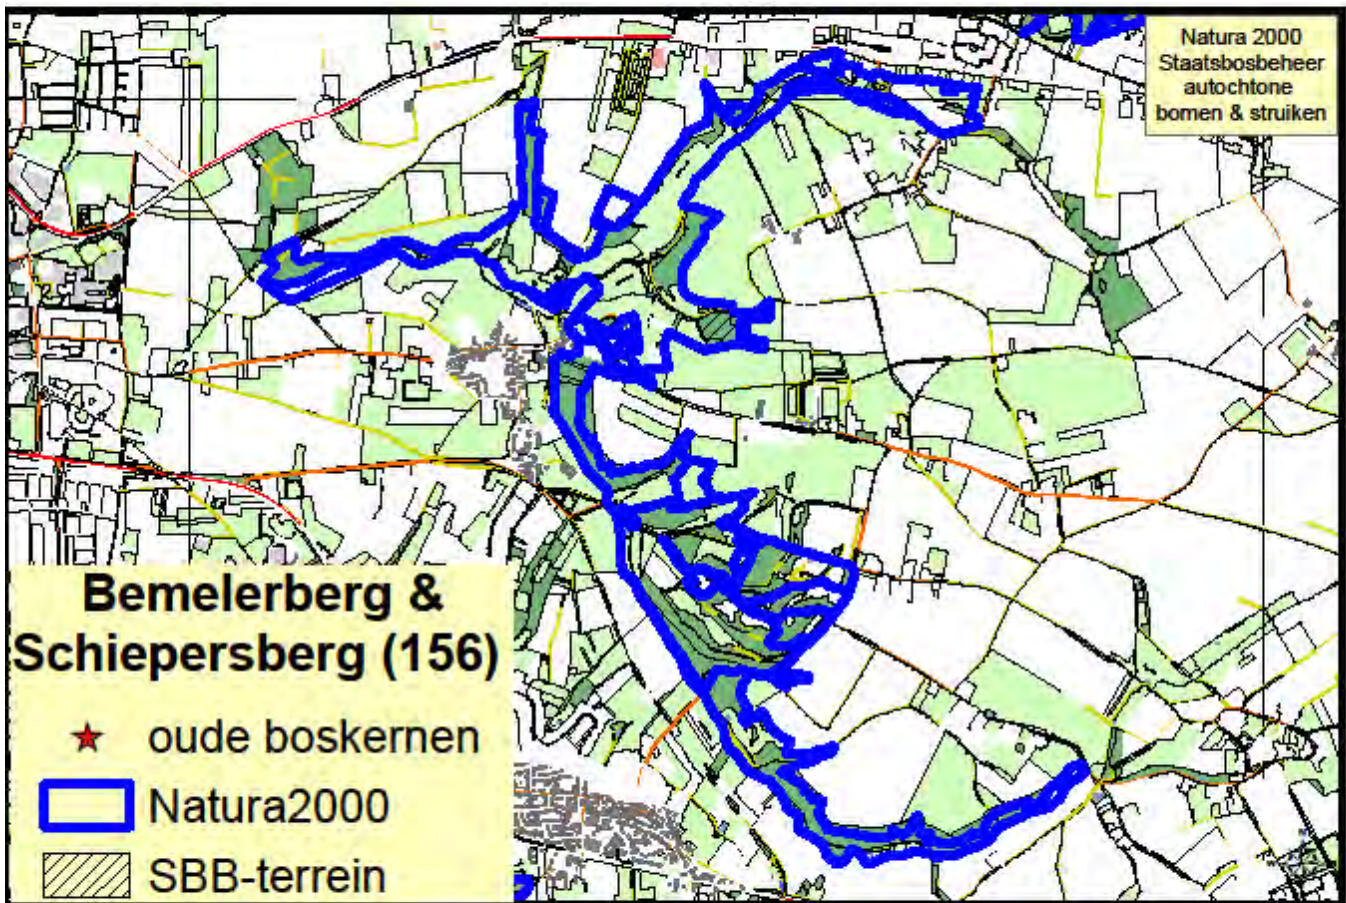 Natura 2000
Staatsbosbeheer
autochtone
bomen & struiken
Bemelerberg &
Schiepersberg (156)
oude boskernen
Natura2000
SBB-terrein